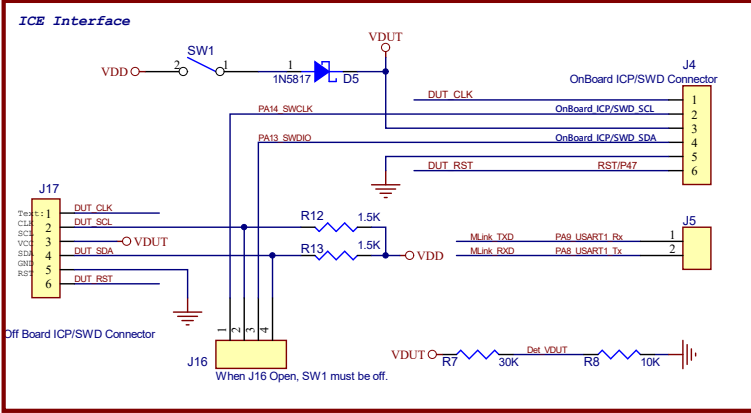 ICE Interface
VDUT
SW1
VDD
2
1
1
1N5817
D5
J4
OnBoard ICP/SWD Connector
DUT_CLK
1
PA14_SWCLK
OnBoard_ICP/SWD_SCL
2
3
PA13_SWDIO
OnBoard_ICP/SWD_SDA
4
5
DUT_RST
RST/P47
6
J17
Text:
CLK
SCL
VCC
SDA
GND
RST
1
2
3
4
5
6
DUT_CLK
DUT_SCL
VDUT
DUT_SDA
DUT_RST
Off Board ICP/SWD Connector
R12
1.5K
R13
1.5K
VDD
J5
MLink_TXD
PA9_USART1_Rx
1
MLink_RXD
PA8_USART1_Tx
2
1
2
3
4
J16
When J16 Open, SW1 must be off.
VDUT
R7
30K
Det_VDUT
R8
10K